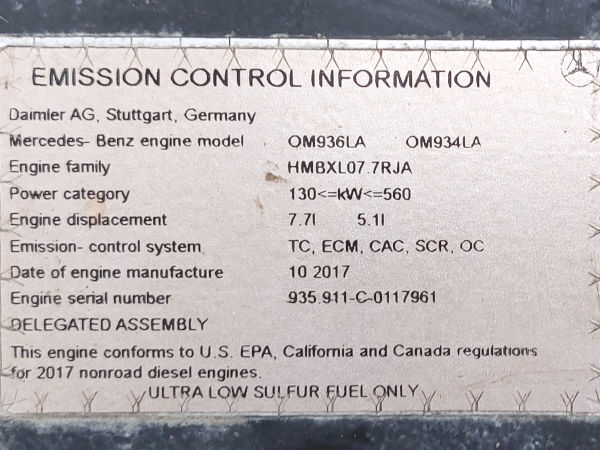 EMISSION CONTROL INFORMATION
Daimler AG, Stuttgart, Germany
Mercedes- Benz engine model OM936LA OM934LA
Engine family HMBXL07.7RJA
Power category 130<=kW<=560
Engine displacement 7.7l 5.1l
Emission- control system TC, ECM, CAC, SCR, OC
Date of engine manufacture 10 2017
Engine serial number 935.911-C-0117961
DELEGATED ASSEMBLY
This engine conforms to U.S. EPA, California and Canada regulations
for 2017 nonroad diesel engines.
ULTRA LOW SULFUR FUEL ONLY